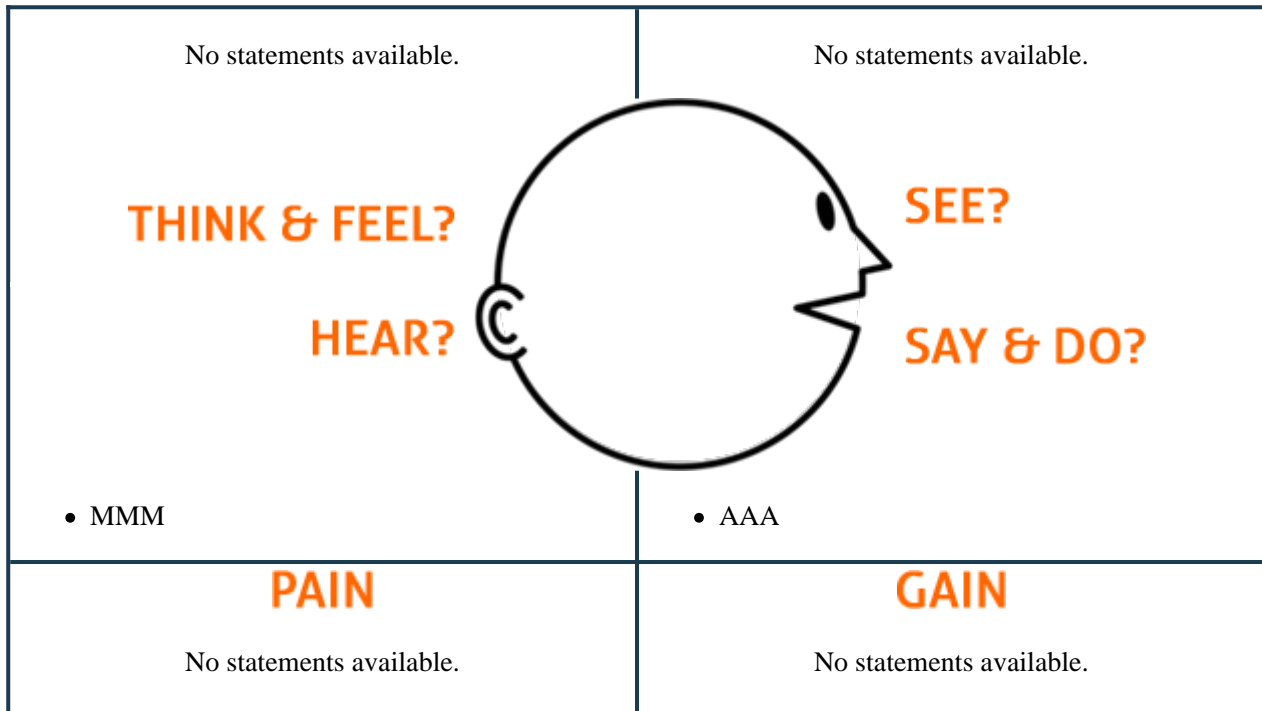 No statements available.
No statements available.
THINK & FEEL?
SEE?
HEAR?
SAY & DO?
• MMM
• AAA
PAIN
GAIN
No statements available.
No statements available.